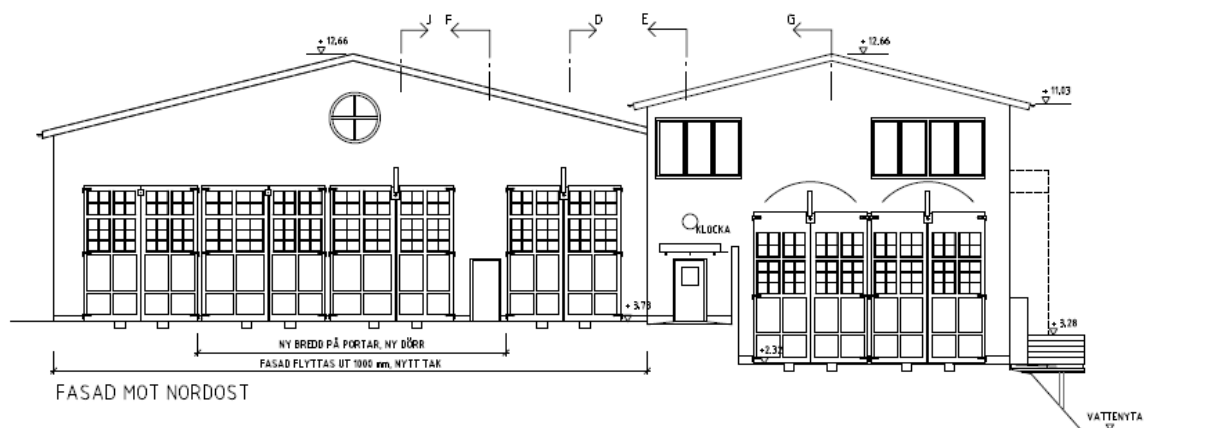 J F D E G
+ 12,66 + 12,66
+ 11,03
KLOCKA
+ 3,78
+ 3,28
+2.32
NY BREDD PÅ PORTAR, NY DÖRR
FASAD FLYTTAS UT 1000 mm, NYTT TAK
FASAD MOT NORDOST
VATTENYTA